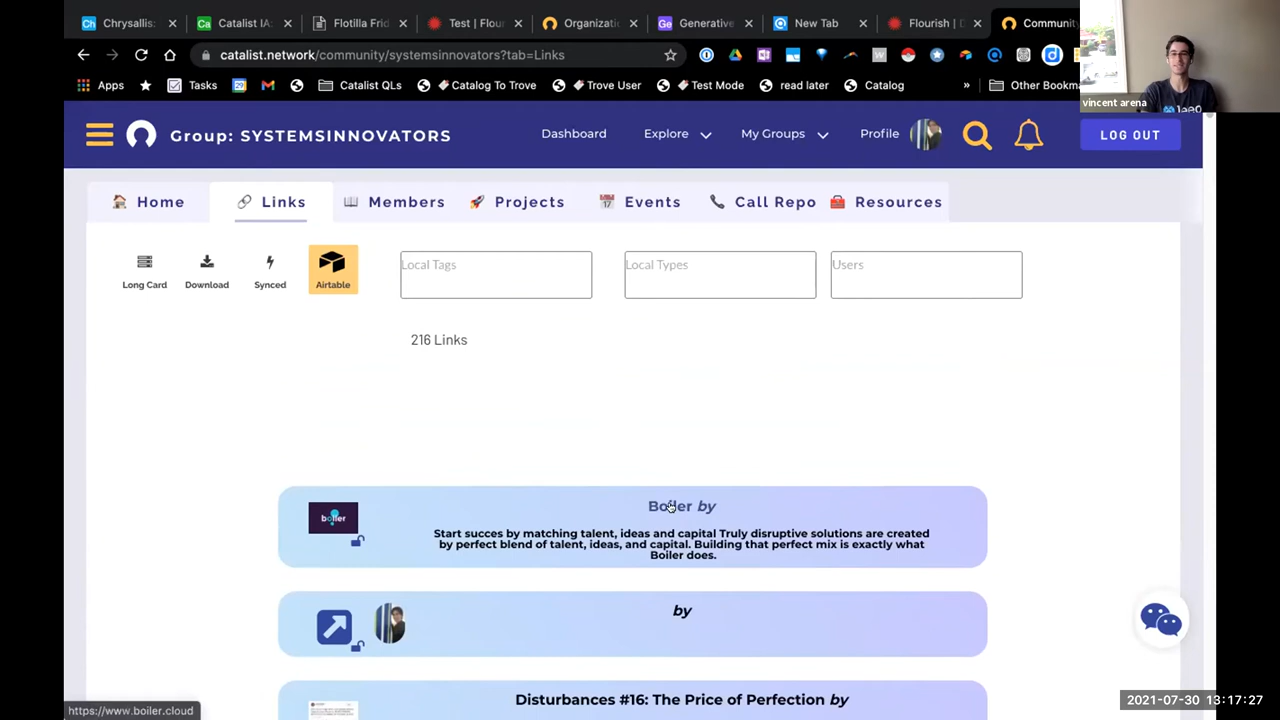 Chrysallis:
Catalist IA:
Flotilla Frid
Test | Flour
Organizatio
Generative
New Tab
Flourish | D
Community
catalist.network/community/systemsinnovators?tab=Links
Apps
Tasks
Catalist
Catalog To Trove
Trove User
Test Mode
read later
Catalog
»
Other Bookma
vincent arena
Group: SYSTEMSINNOVATORS
Dashboard
Explore
My Groups
Profile
LOG OUT
Home
Links
Members
Projects
Events
Call Repo
Resources
Long Card
Download
Synced
Airtable
Local Tags
Local Types
Users
216 Links
boiler
Boiler by
Start succes by matching talent, ideas and capital Truly disruptive solutions are created
by perfect blend of talent, ideas, and capital. Building that perfect mix is exactly what
Boiler does.
by
Disturbances #16: The Price of Perfection by
https://www.boiler.cloud
2021-07-30 13:17:27